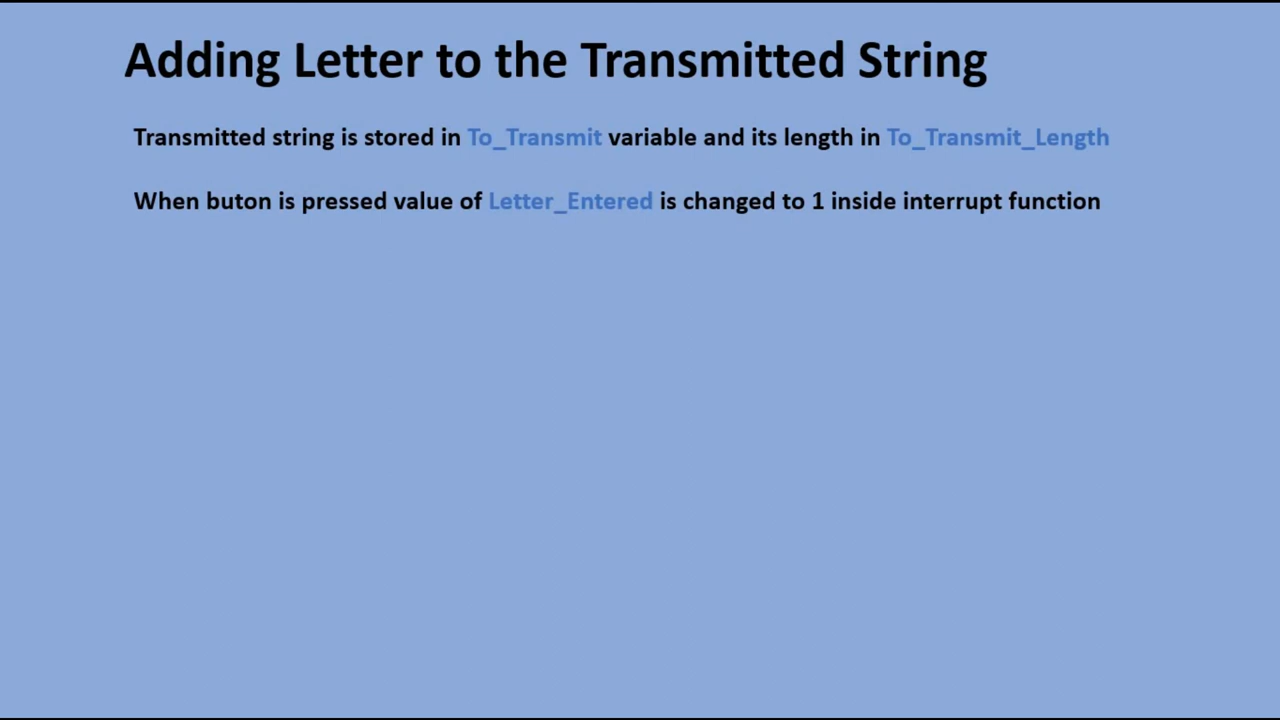 Adding Letter to the Transmitted String
Transmitted string is stored in To_Transmit variable and its length in To_Transmit_Length
When buton is pressed value of Letter_Entered is changed to 1 inside interrupt function